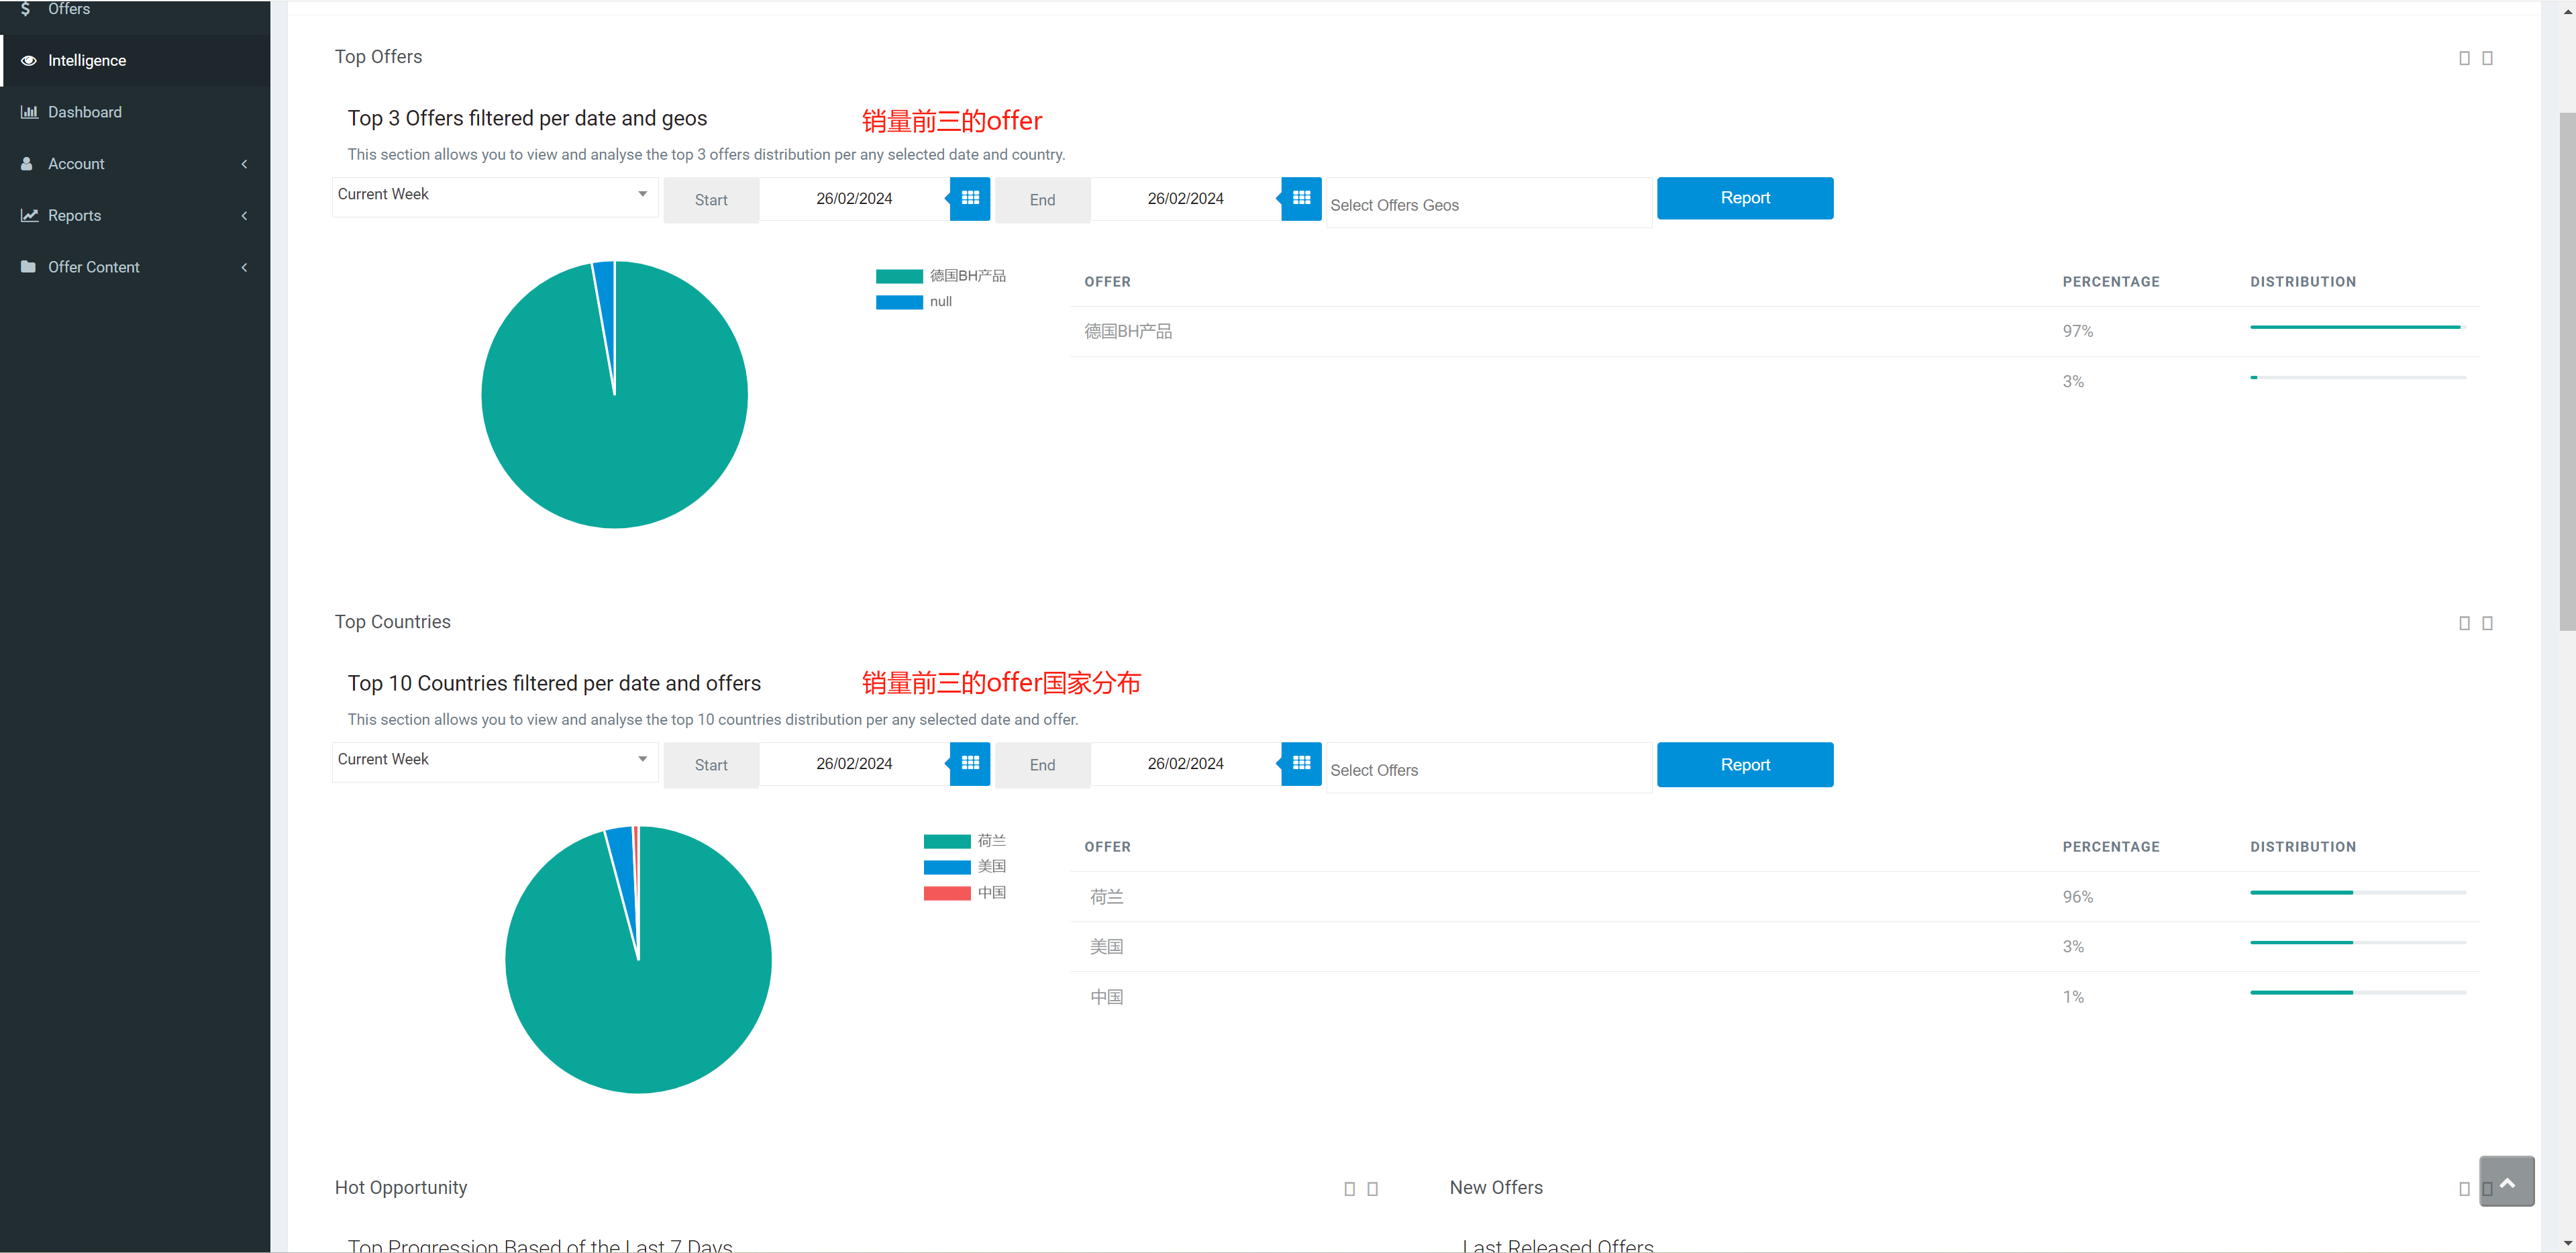 Offers
Intelligence
Dashboard
Account
Reports
Offer Content
Top Offers
Top 3 Offers filtered per date and geos
销量前三的offer
This section allows you to view and analyse the top 3 offers distribution per any selected date and country.
Current Week
Start
26/02/2024
End
26/02/2024
Select Offers Geos
Report
德国BH产品
null
OFFER PERCENTAGE DISTRIBUTION
德国BH产品 97%
3%
Top Countries
Top 10 Countries filtered per date and offers
销量前三的offer国家分布
This section allows you to view and analyse the top 10 countries distribution per any selected date and offer.
Current Week
Start
26/02/2024
End
26/02/2024
Select Offers
Report
荷兰
美国
中国
OFFER PERCENTAGE DISTRIBUTION
荷兰 96%
美国 3%
中国 1%
Hot Opportunity
New Offers
Top Progression Based of the Last 7 Days
Last Released Offers